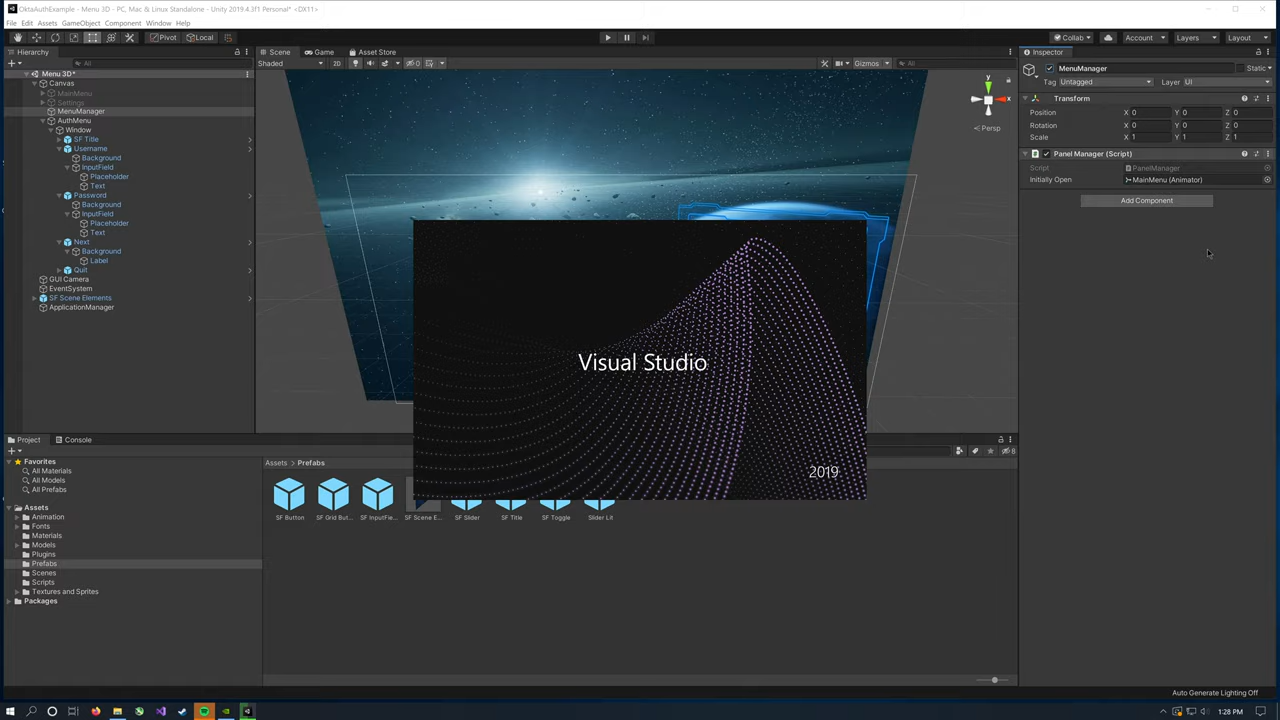 OktaAuthExample - Menu 3D - PC, Mac & Linux Standalone - Unity 2019.4.3f1 Personal* <DX11>
File Edit Assets GameObject Component Window Help
Pivot Local Collab Account Layers Layout
Hierarchy
All
Menu 3D*
Canvas
MainMenu
Settings
MenuManager
AuthMenu
Window
SF Title
Username
Background
InputField
Placeholder
Text
Password
Background
InputField
Placeholder
Text
Next
Background
Label
Quit
GUI Camera
EventSystem
SF Scene Elements
ApplicationManager
Scene Game Asset Store
Shaded 2D 0 Gizmos All
y
x
Persp
Visual Studio
2019
Inspector
MenuManager Static
Tag Untagged Layer UI
Transform
Position X 0 Y 0 Z 0
Rotation X 0 Y 0 Z 0
Scale X 1 Y 1 Z 1
Panel Manager (Script)
Script PanelManager
Initially Open MainMenu (Animator)
Add Component
Project Console
8
Favorites
All Materials
All Models
All Prefabs
Assets
Animation
Fonts
Materials
Models
Plugins
Prefabs
Scenes
Scripts
Textures and Sprites
Packages
Assets > Prefabs
SF Button SF Grid But... SF InputFie... SF Scene E... SF Slider SF Title SF Toggle Slider Lit
Auto Generate Lighting Off
1:28 PM